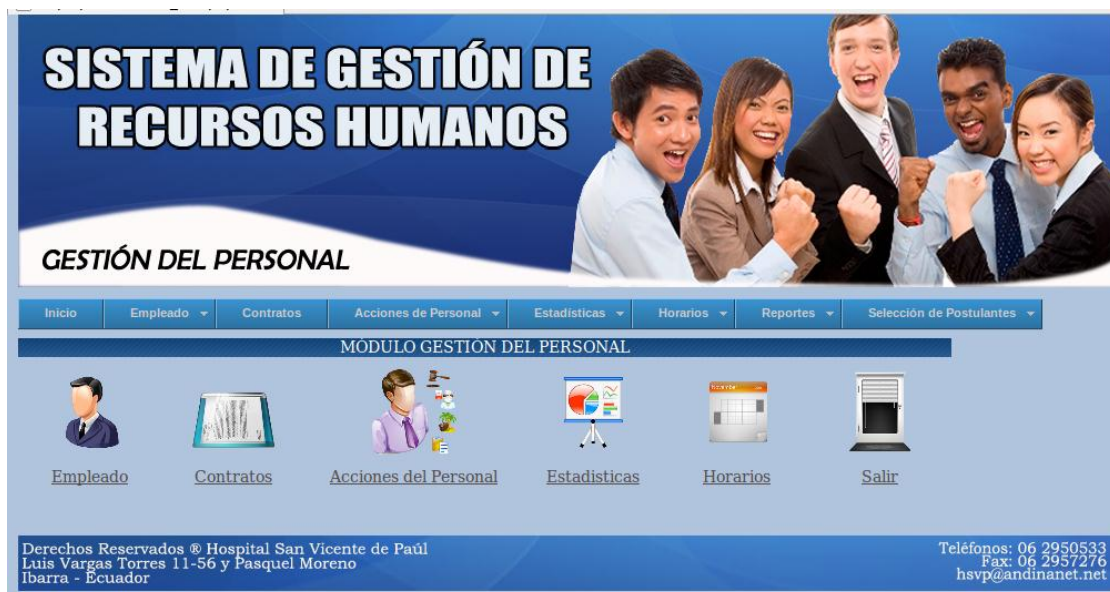 SISTEMA DE GESTIÓN DE
RECURSOS HUMANOS
GESTIÓN DEL PERSONAL
Inicio Empleado Contratos Acciones de Personal Estadísticas Horarios Reportes Selección de Postulantes
MÓDULO GESTIÓN DEL PERSONAL
November
Empleado Contratos Acciones del Personal Estadisticas Horarios Salir
Derechos Reservados ® Hospital San Vicente de Paúl
Luis Vargas Torres 11-56 y Pasquel Moreno
Ibarra - Ecuador
Teléfonos: 06 2950533
Fax: 06 2957276
hsvp@andinanet.net